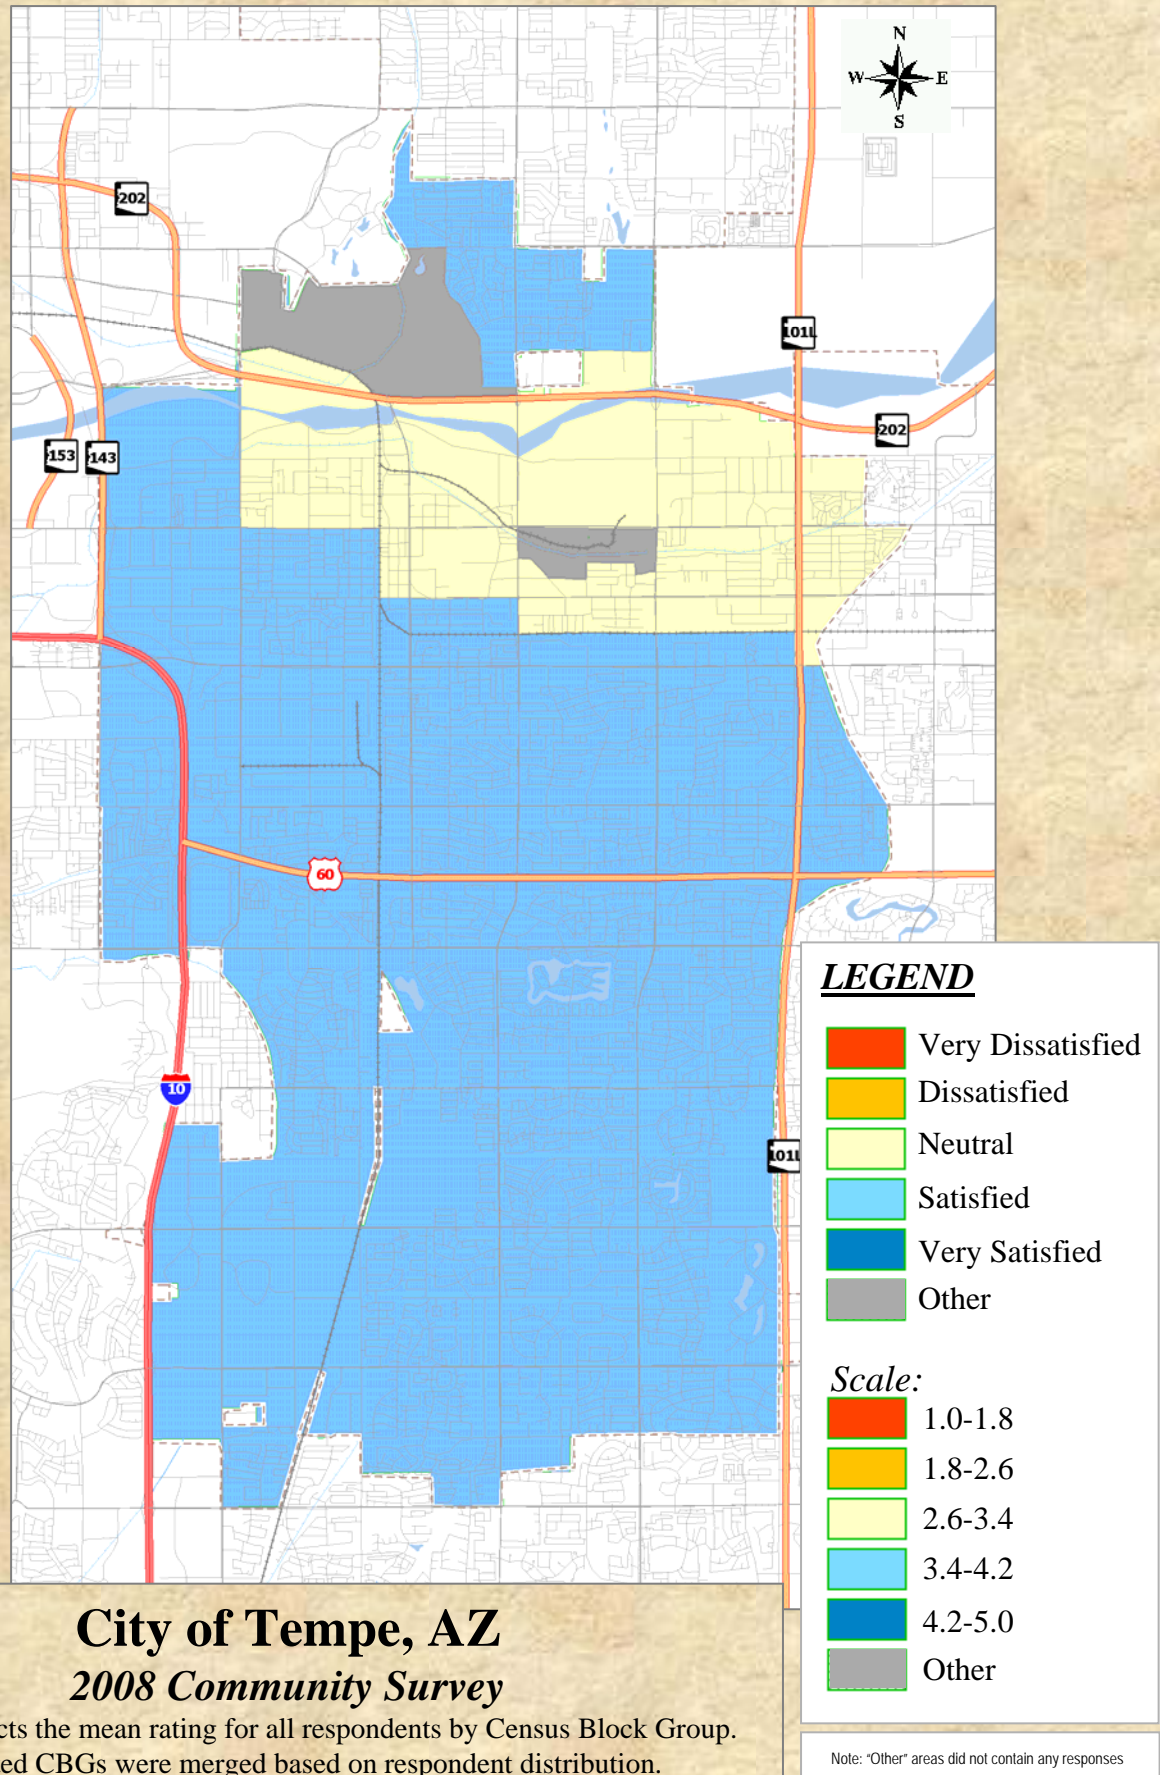 N
W E
S
202
101L
202
153
143
60
10
101L
LEGEND
Very Dissatisfied
Dissatisfied
Neutral
Satisfied
Very Satisfied
Other
Scale:
1.0-1.8
1.8-2.6
2.6-3.4
3.4-4.2
4.2-5.0
Other
City of Tempe, AZ
2008 Community Survey
the mean rating for all respondents by Census Block Group.
CBGs were merged based on respondent distribution.
Note: "Other" areas did not contain any responses